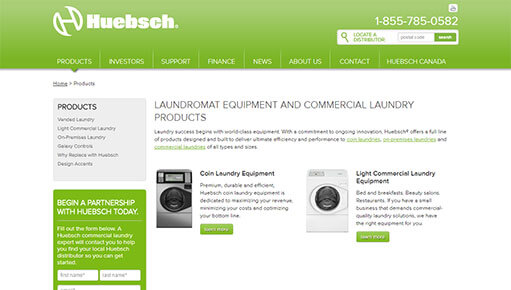 Huebsch
1-855-785-0582
LOCATE A
DISTRIBUTOR:
postal code
search
PRODUCTS
INVESTORS
SUPPORT
FINANCE
NEWS
ABOUT US
CONTACT
HUEBSCH CANADA
Home > Products
PRODUCTS
Vended Laundry
Light Commercial Laundry
On-Premises Laundry
Galaxy Controls
Why Replace with Huebsch
Design Accents
BEGIN A PARTNERSHIP
WITH HUEBSCH TODAY.
Fill out the form below. A
Huebsch commercial laundry
expert will contact you to help
you find your local Huebsch
distributor so you can get
started.
first name*
last name*
LAUNDROMAT EQUIPMENT AND COMMERCIAL LAUNDRY
PRODUCTS
Laundry success begins with world-class equipment. With a commitment to ongoing innovation, Huebsch® offers a full line
of products designed and built to deliver ultimate efficiency and performance to coin laundries, on-premises laundries and
commercial laundries of all types and sizes.
Coin Laundry Equipment
Premium, durable and efficient,
Huebsch coin laundry equipment is
dedicated to maximizing your revenue,
minimizing your costs and optimizing
your bottom line.
learn more
Light Commercial Laundry
Equipment
Bed and breakfasts. Beauty salons.
Restaurants. If you have a small
business that demands commercial-
quality laundry solutions, we have
the right equipment for you.
learn more